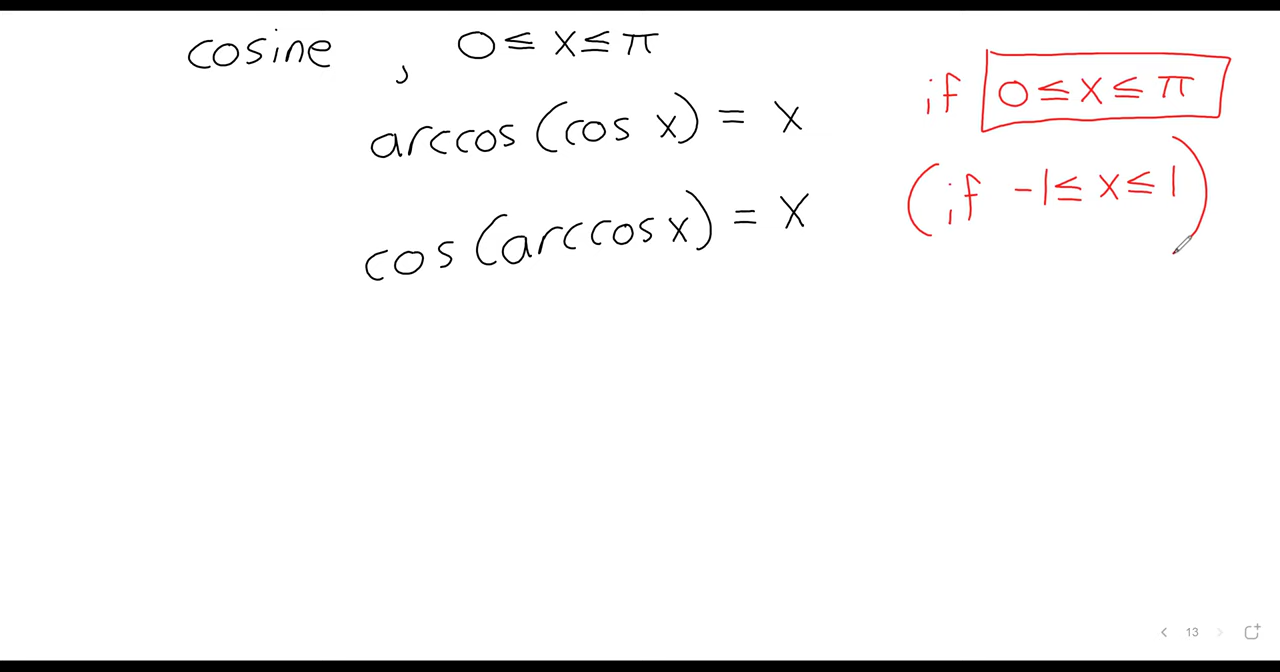 cosine , 0 ≤ x ≤ π
arccos (cos x) = x if 0 ≤ x ≤ π
cos (arccos x) = x (if -1 ≤ x ≤ 1)
< 13 >